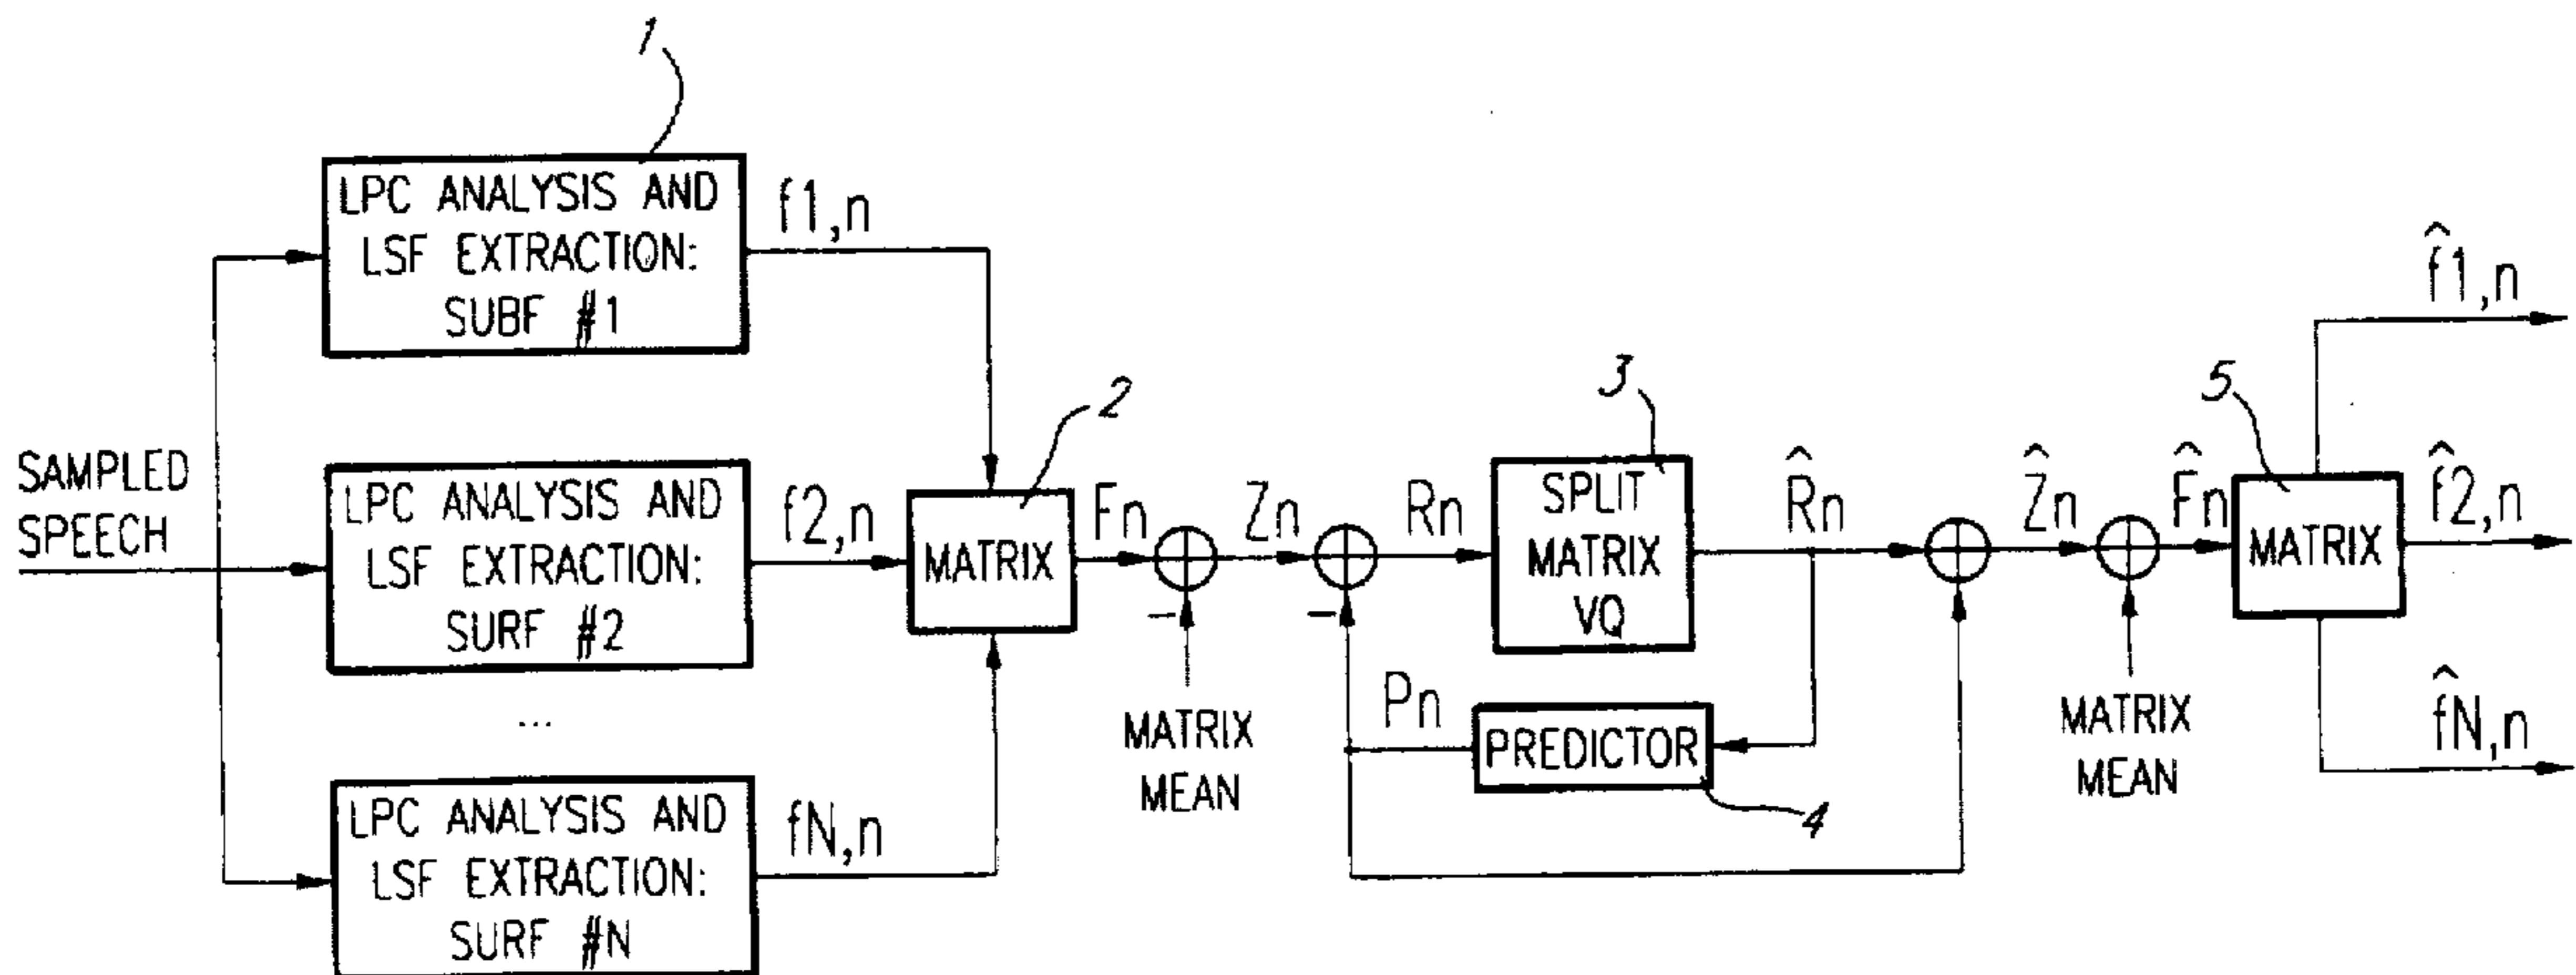 1
LPC ANALYSIS AND
LSF EXTRACTION:
SUBF #1
f1,n
SAMPLED
SPEECH
LPC ANALYSIS AND
LSF EXTRACTION:
SURF #2
f2,n
...
LPC ANALYSIS AND
LSF EXTRACTION:
SURF #N
fN,n
2
MATRIX
Fn
-
MATRIX
MEAN
Zn
-
Rn
3
SPLIT
MATRIX
VQ
R̂n
Pn
PREDICTOR
4
Ẑn
MATRIX
MEAN
F̂n
5
MATRIX
f̂1,n
f̂2,n
f̂N,n